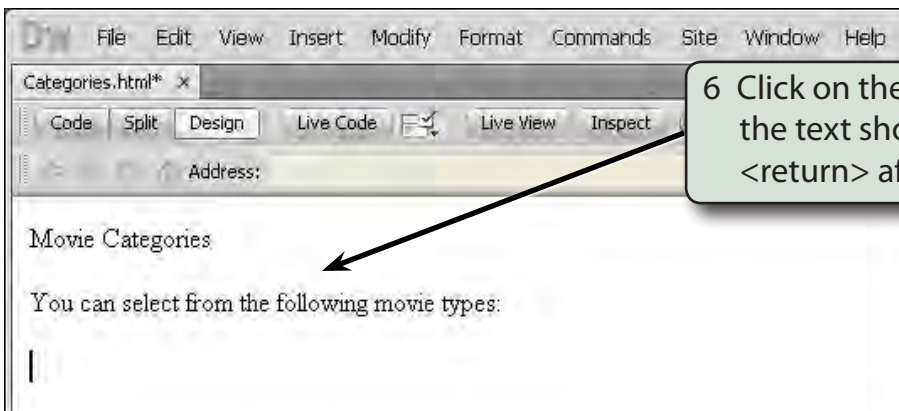 Dw File Edit View Insert Modify Format Commands Site Window Help
Categories.html* ×
Code Split Design Live Code Live View Inspect
Address:
6 Click on the
the text sho
<return> af
Movie Categories
You can select from the following movie types: